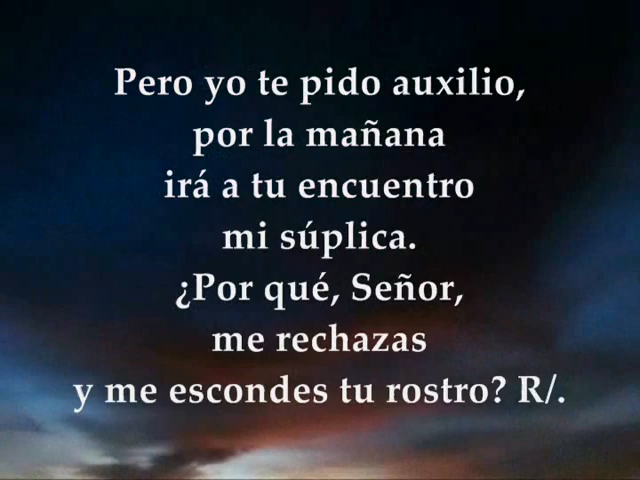 Pero yo te pido auxilio,
por la mañana
irá a tu encuentro
mi súplica.
¿Por qué, Señor,
me rechazas
y me escondes tu rostro? R/.